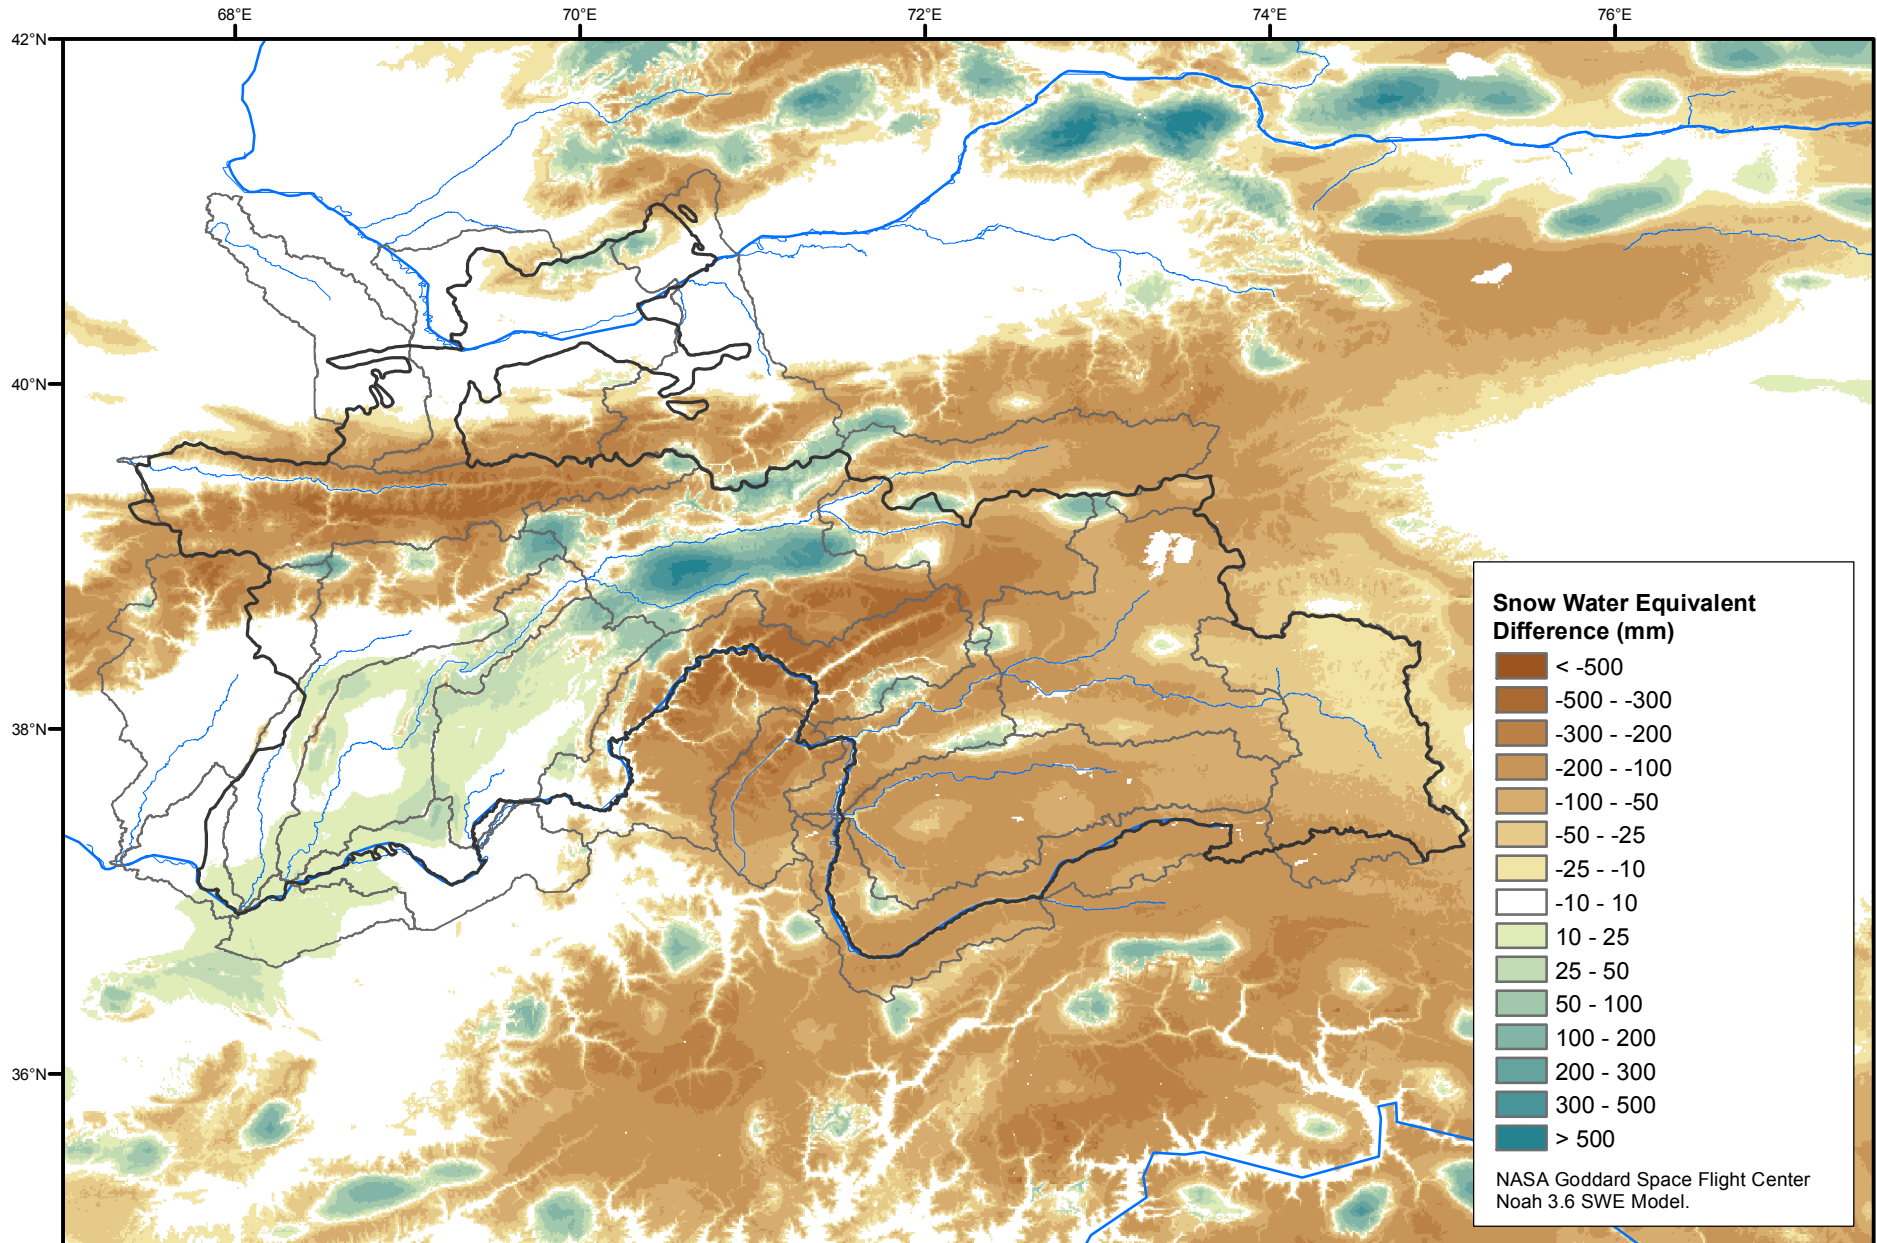 68°E
70°E
72°E
74°E
76°E
42°N
40°N
38°N
36°N
Snow Water Equivalent
Difference (mm)
< -500
-500 - -300
-300 - -200
-200 - -100
-100 - -50
-50 - -25
-25 - -10
-10 - 10
10 - 25
25 - 50
50 - 100
100 - 200
200 - 300
300 - 500
> 500
NASA Goddard Space Flight Center
Noah 3.6 SWE Model.